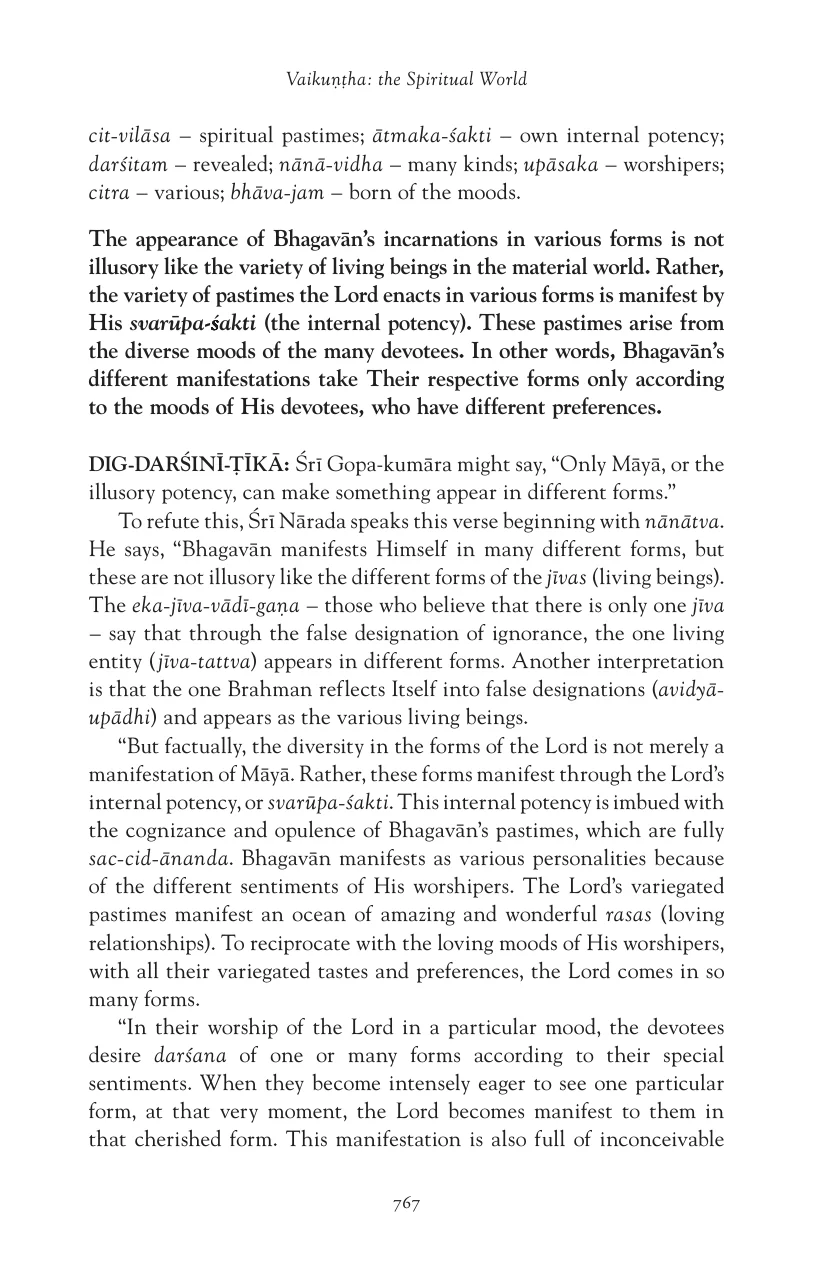 Vaikuṇṭha: the Spiritual World
cit-vilāsa – spiritual pastimes; ātmaka-śakti – own internal potency;
darśitam – revealed; nānā-vidha – many kinds; upāsaka – worshipers;
citra – various; bhāva-jam – born of the moods.
The appearance of Bhagavān’s incarnations in various forms is not
illusory like the variety of living beings in the material world. Rather,
the variety of pastimes the Lord enacts in various forms is manifest by
His svarūpa-śakti (the internal potency). These pastimes arise from
the diverse moods of the many devotees. In other words, Bhagavān’s
different manifestations take Their respective forms only according
to the moods of His devotees, who have different preferences.
DIG-DARŚINĪ-ṬĪKĀ: Śrī Gopa-kumāra might say, “Only Māyā, or the
illusory potency, can make something appear in different forms.”
To refute this, Śrī Nārada speaks this verse beginning with nānātva.
He says, “Bhagavān manifests Himself in many different forms, but
these are not illusory like the different forms of the jīvas (living beings).
The eka-jīva-vādī-gaṇa – those who believe that there is only one jīva
– say that through the false designation of ignorance, the one living
entity (jīva-tattva) appears in different forms. Another interpretation
is that the one Brahman reflects Itself into false designations (avidyā-
upādhi) and appears as the various living beings.
“But factually, the diversity in the forms of the Lord is not merely a
manifestation of Māyā. Rather, these forms manifest through the Lord’s
internal potency, or svarūpa-śakti. This internal potency is imbued with
the cognizance and opulence of Bhagavān’s pastimes, which are fully
sac-cid-ānanda. Bhagavān manifests as various personalities because
of the different sentiments of His worshipers. The Lord’s variegated
pastimes manifest an ocean of amazing and wonderful rasas (loving
relationships). To reciprocate with the loving moods of His worshipers,
with all their variegated tastes and preferences, the Lord comes in so
many forms.
“In their worship of the Lord in a particular mood, the devotees
desire darśana of one or many forms according to their special
sentiments. When they become intensely eager to see one particular
form, at that very moment, the Lord becomes manifest to them in
that cherished form. This manifestation is also full of inconceivable
767